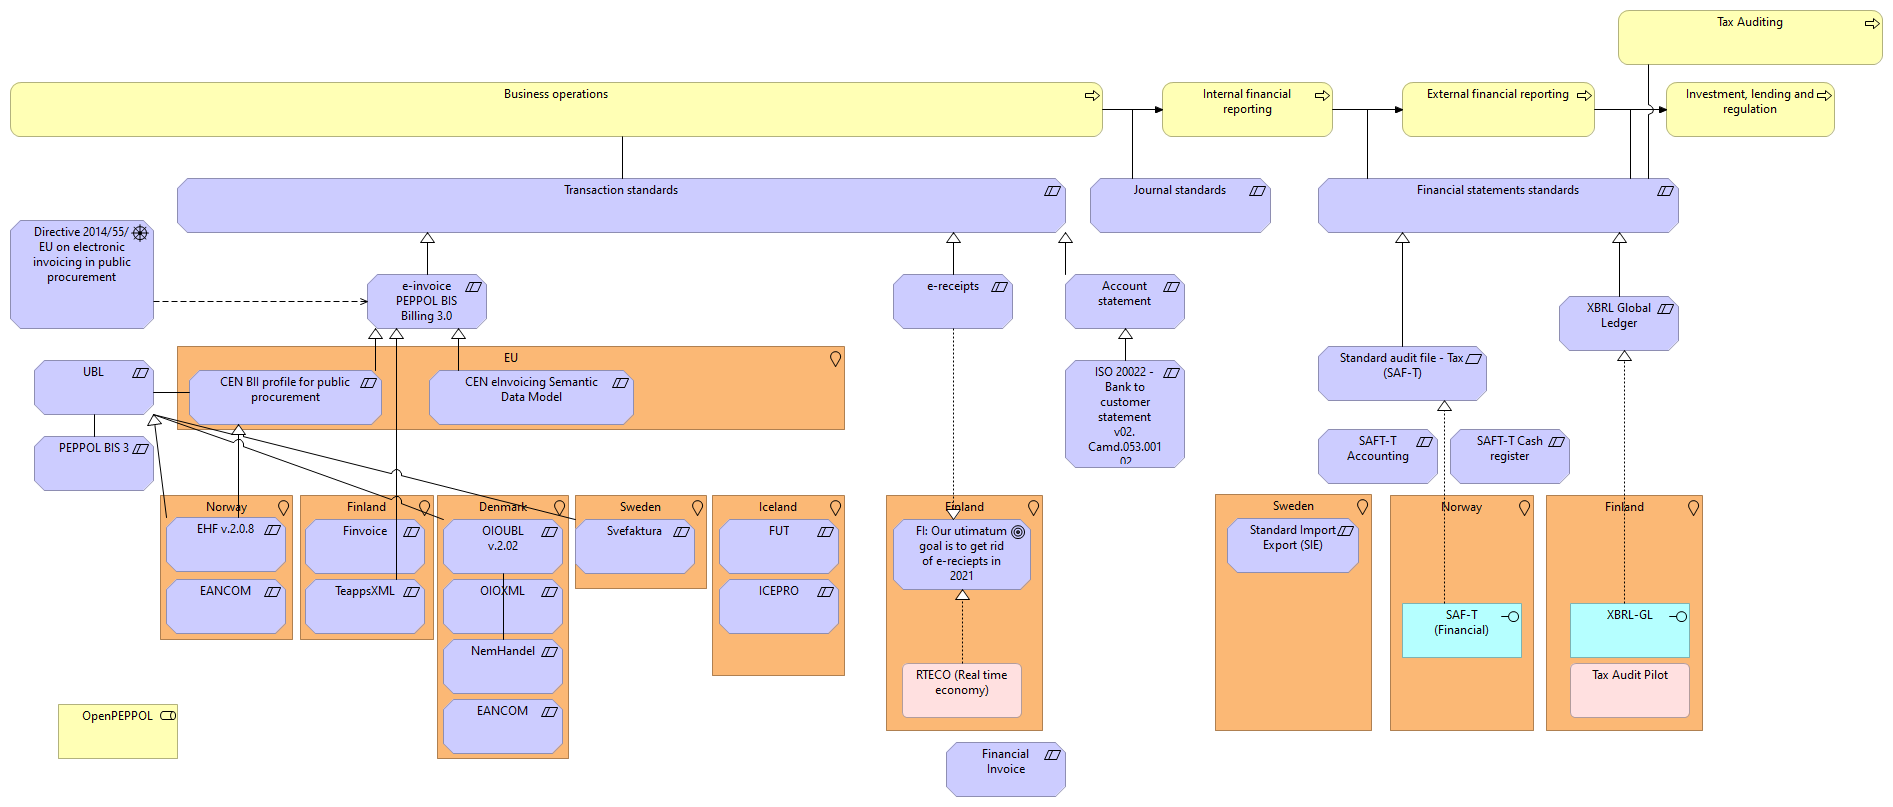 Tax Auditing
Business operations
Internal financial
reporting
External financial reporting
Investment, lending and
regulation
Transaction standards
Journal standards
Financial statements standards
Directive 2014/55/
EU on electronic
invoicing in public
procurement
e-invoice
PEPPOL BIS
Billing 3.0
e-receipts
Account
statement
XBRL Global
Ledger
EU
UBL
CEN BII profile for public
procurement
CEN eInvoicing Semantic
Data Model
ISO 20022 -
Bank to
customer
statement
v02.
Camd.053.001
02
Standard audit file - Tax
(SAF-T)
PEPPOL BIS 3
SAFT-T
Accounting
SAFT-T Cash
register
Norway
EHF v.2.0.8
EANCOM
Finland
Finvoice
TeappsXML
Denmark
OIOUBL
v.2.02
OIOXML
NemHandel
EANCOM
Sweden
Svefaktura
Iceland
FUT
ICEPRO
Finland
FI: Our utimatum
goal is to get rid
of e-reciepts in
2021
RTECO (Real time
economy)
Sweden
Standard Import
Export (SIE)
Norway
SAF-T
(Financial)
Finland
XBRL-GL
Tax Audit Pilot
OpenPEPPOL
Financial
Invoice